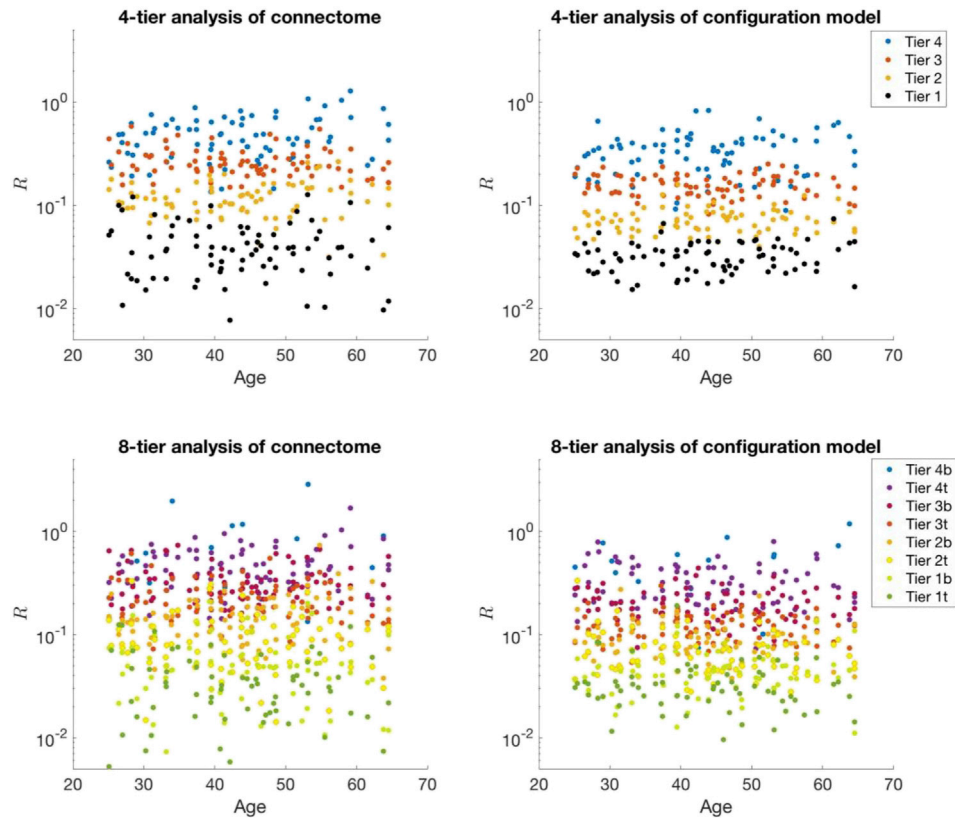 4-tier analysis of connectome
10^0
10^-1
10^-2
R
20 30 40 50 60 70
Age
4-tier analysis of configuration model
Tier 4
Tier 3
Tier 2
Tier 1
10^0
10^-1
10^-2
R
20 30 40 50 60 70
Age
8-tier analysis of connectome
10^0
10^-1
10^-2
R
20 30 40 50 60 70
Age
8-tier analysis of configuration model
Tier 4b
Tier 4t
Tier 3b
Tier 3t
Tier 2b
Tier 2t
Tier 1b
Tier 1t
10^0
10^-1
10^-2
R
20 30 40 50 60 70
Age